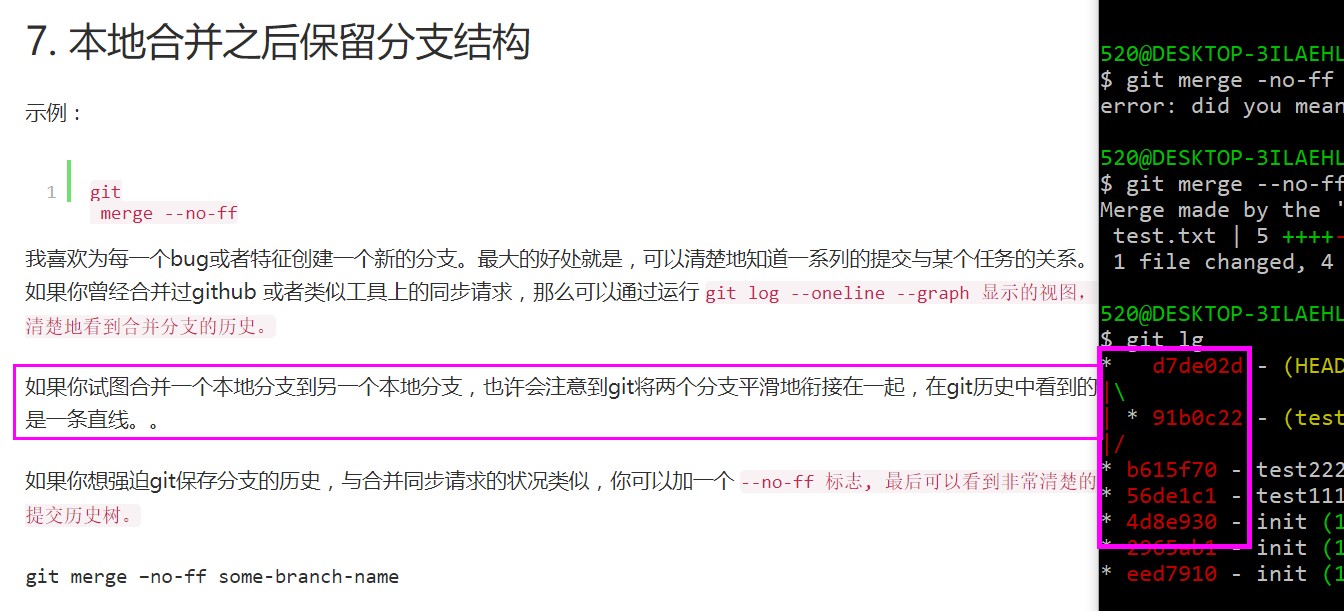 7. 本地合并之后保留分支结构
示例：
1 git
merge --no-ff
我喜欢为每一个bug或者特征创建一个新的分支。最大的好处就是，可以清楚地知道一系列的提交与某个任务的关系。
如果你曾经合并过github 或者类似工具上的同步请求，那么可以通过运行 git log --oneline --graph 显示的视图，
清楚地看到合并分支的历史。
如果你试图合并一个本地分支到另一个本地分支，也许会注意到git将两个分支平滑地衔接在一起，在git历史中看到的
是一条直线。。
如果你想强迫git保存分支的历史，与合并同步请求的状况类似，你可以加一个 --no-ff 标志, 最后可以看到非常清楚的
提交历史树。
git merge –no-ff some-branch-name
520@DESKTOP-3ILAEHL
$ git merge -no-ff
error: did you mean
520@DESKTOP-3ILAEHL
$ git merge --no-ff
Merge made by the '
test.txt | 5 ++++-
1 file changed, 4
520@DESKTOP-3ILAEHL
$ git lg
* d7de02d - (HEAD
|\
| * 91b0c22 - (test
|/
* b615f70 - test222
* 56de1c1 - test111
* 4d8e930 - init (1
* 2965ab1 - init (1
* eed7910 - init (1